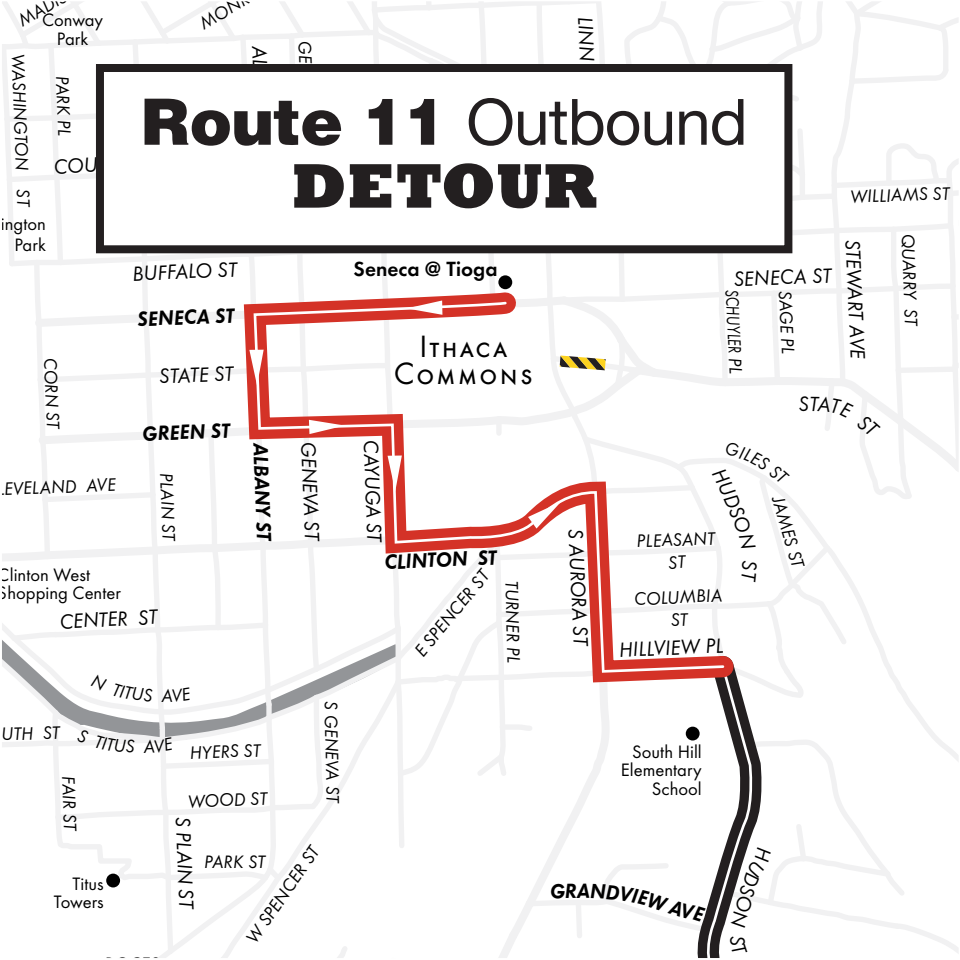 Conway
Park
LINN
WASHINGTON ST
PARK PL
Route 11 Outbound
DETOUR
WILLIAMS ST
Park
BUFFALO ST
Seneca @ Tioga
SENECA ST
STEWART AVE
QUARRY ST
SENECA ST
SCHUYLER PL
SAGE PL
ITHACA
COMMONS
STATE ST
CORN ST
STATE ST
GREEN ST
ALBANY ST
GENEVA ST
CAYUGA ST
PLAIN ST
AVE
GILES ST
HUDSON ST
JAMES ST
CLINTON ST
S AURORA ST
PLEASANT
ST
Clinton West
Shopping Center
CENTER ST
E SPENCER ST
TURNER PL
COLUMBIA
ST
HILLVIEW PL
N TITUS AVE
S TITUS AVE
ST
HYERS ST
S GENEVA ST
South Hill
Elementary
School
FAIR ST
WOOD ST
S PLAIN ST
PARK ST
W SPENCER ST
Titus
Towers
GRANDVIEW AVE
HUDSON ST